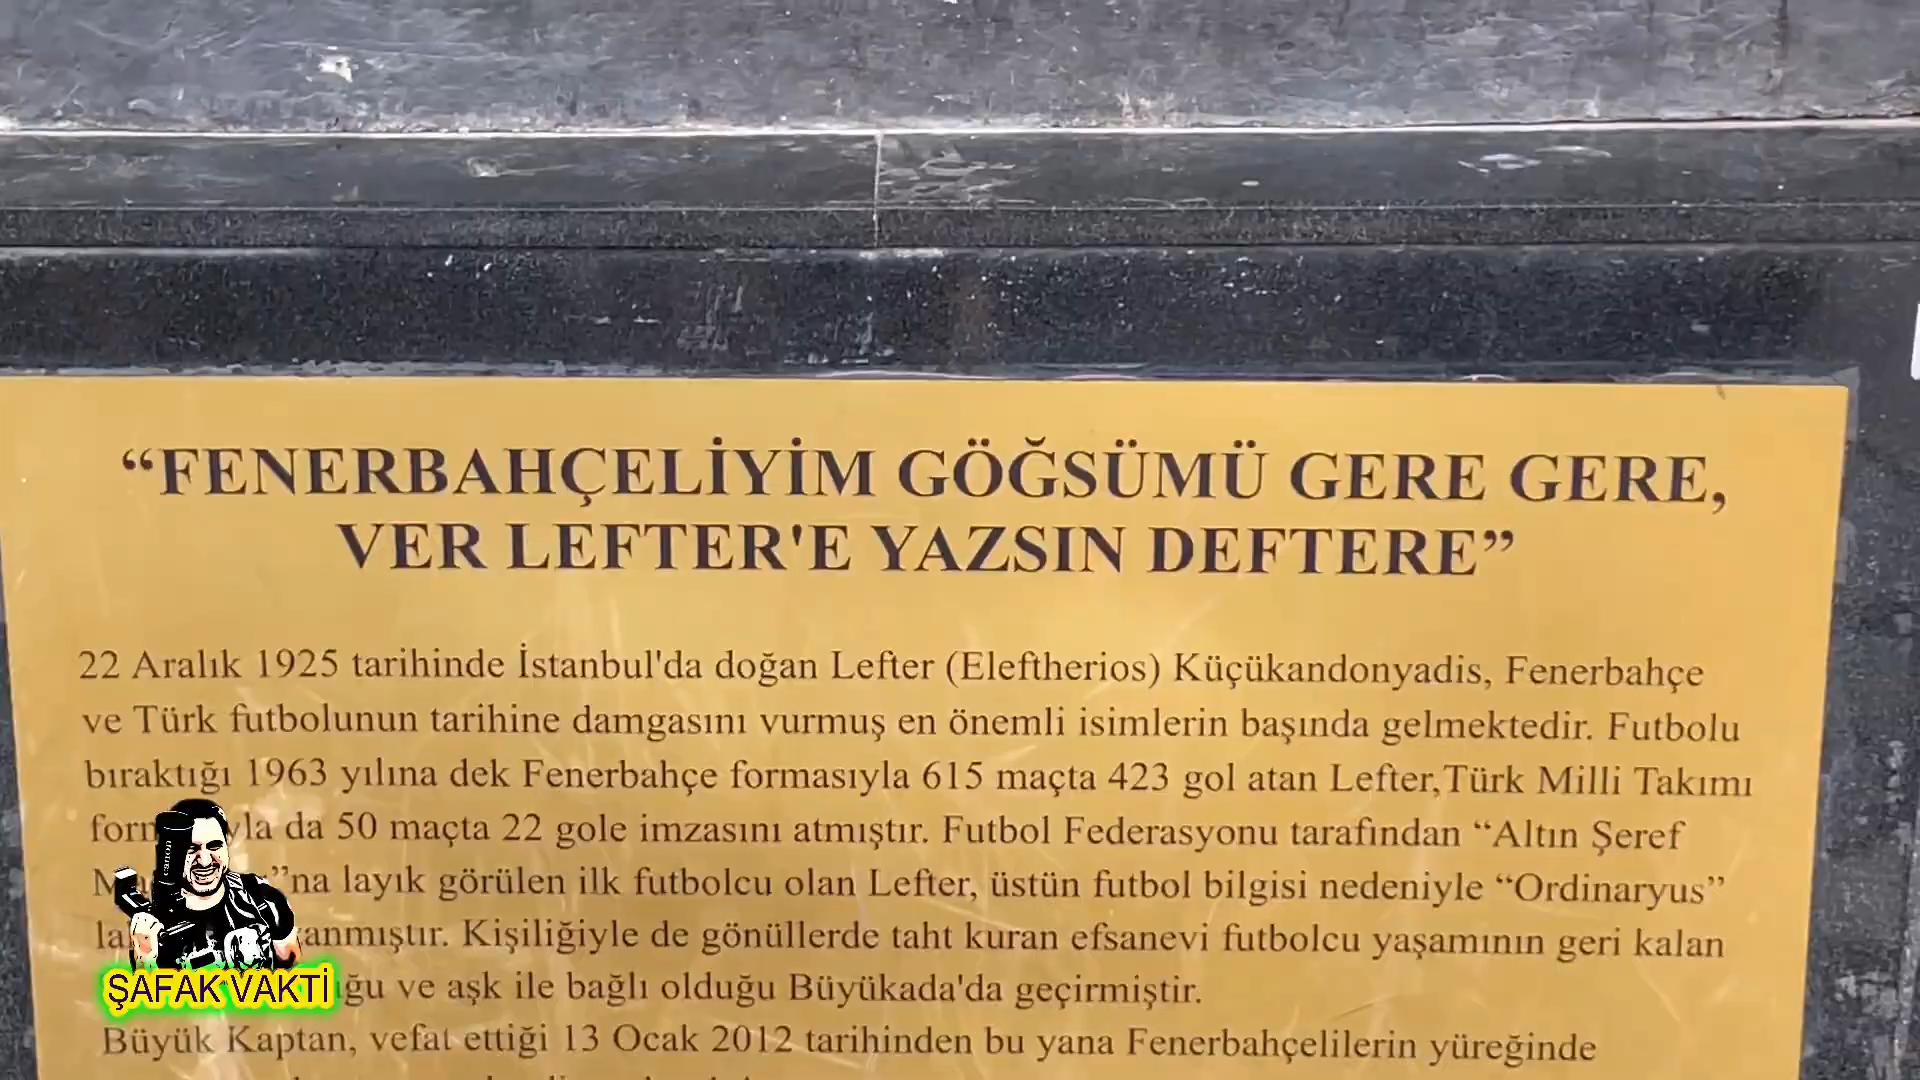 “FENERBAHÇELİYİM GÖĞSÜMÜ GERE GERE,
VER LEFTER'E YAZSIN DEFTERE”
22 Aralık 1925 tarihinde İstanbul'da doğan Lefter (Eleftherios) Küçükandonyadis, Fenerbahçe
ve Türk futbolunun tarihine damgasını vurmuş en önemli isimlerin başında gelmektedir. Futbolu
bıraktığı 1963 yılına dek Fenerbahçe formasıyla 615 maçta 423 gol atan Lefter,Türk Milli Takımı
da 50 maçta 22 gole imzasını atmıştır. Futbol Federasyonu tarafından “Altın Şeref
”na layık görülen ilk futbolcu olan Lefter, üstün futbol bilgisi nedeniyle “Ordinaryus”
Kişiliğiyle de gönüllerde taht kuran efsanevi futbolcu yaşamının geri kalan
ve aşk ile bağlı olduğu Büyükada'da geçirmiştir.
Büyük Kaptan, vefat ettiği 13 Ocak 2012 tarihinden bu yana Fenerbahçelilerin yüreğinde
canon
ŞAFAK VAKTİ